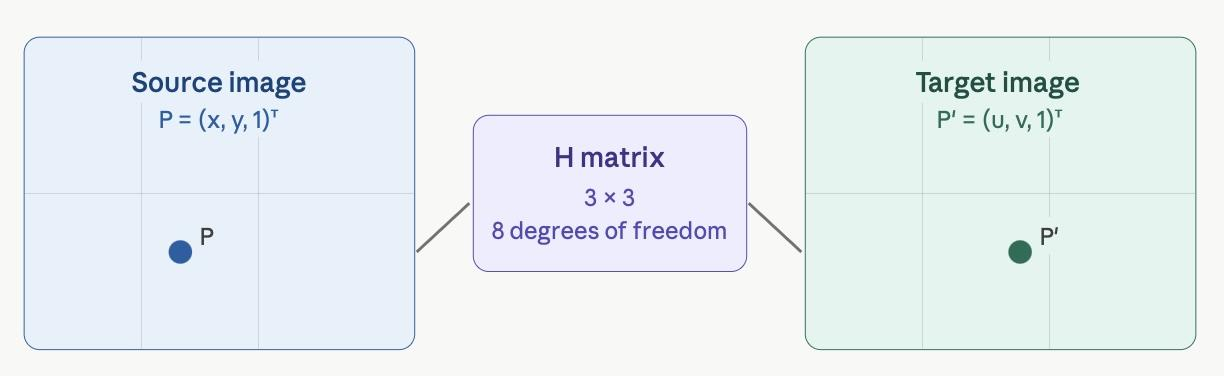 Source image
P = (x, y, 1)ᵀ
P
H matrix
3 × 3
8 degrees of freedom
Target image
P′ = (u, v, 1)ᵀ
P′